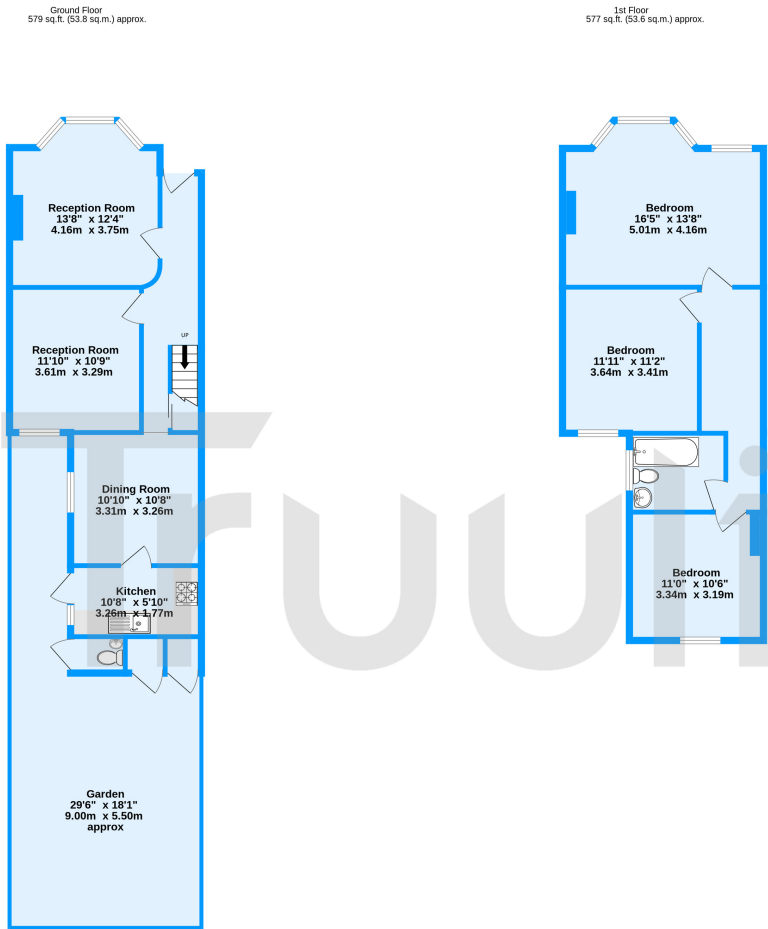 Ground Floor
579 sq.ft. (53.8 sq.m.) approx.
1st Floor
577 sq.ft. (53.6 sq.m.) approx.
Reception Room
13'8" x 12'4"
4.16m x 3.75m
Reception Room
11'10" x 10'9"
3.61m x 3.29m
UP
Dining Room
10'10" x 10'8"
3.31m x 3.26m
Kitchen
10'8" x 5'10"
3.26m x 1.77m
Garden
29'6" x 18'1"
9.00m x 5.50m
approx
Bedroom
16'5" x 13'8"
5.01m x 4.16m
Bedroom
11'11" x 11'2"
3.64m x 3.41m
Bedroom
11'0" x 10'6"
3.34m x 3.19m
Truuli